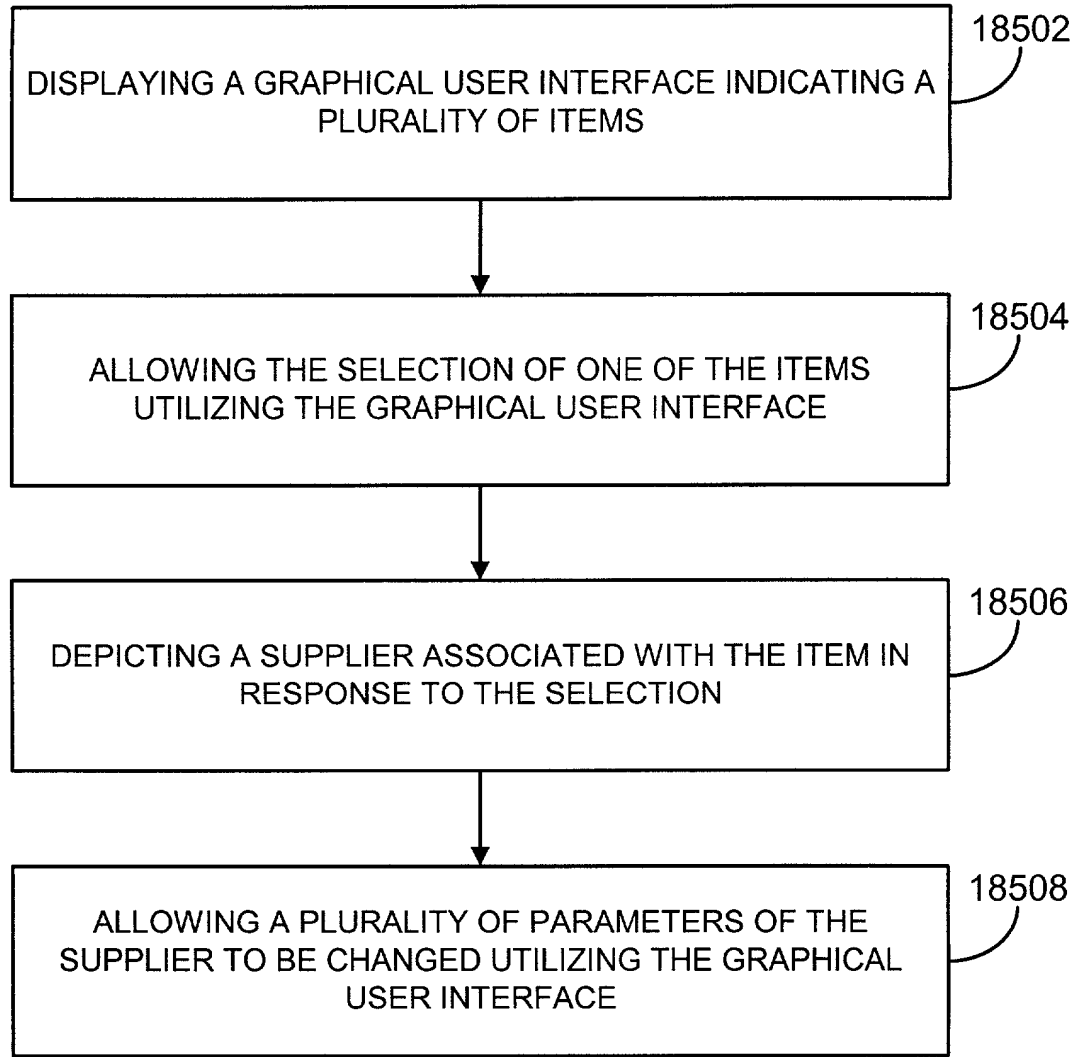 18502
DISPLAYING A GRAPHICAL USER INTERFACE INDICATING A
PLURALITY OF ITEMS
18504
ALLOWING THE SELECTION OF ONE OF THE ITEMS
UTILIZING THE GRAPHICAL USER INTERFACE
18506
DEPICTING A SUPPLIER ASSOCIATED WITH THE ITEM IN
RESPONSE TO THE SELECTION
18508
ALLOWING A PLURALITY OF PARAMETERS OF THE
SUPPLIER TO BE CHANGED UTILIZING THE GRAPHICAL
USER INTERFACE